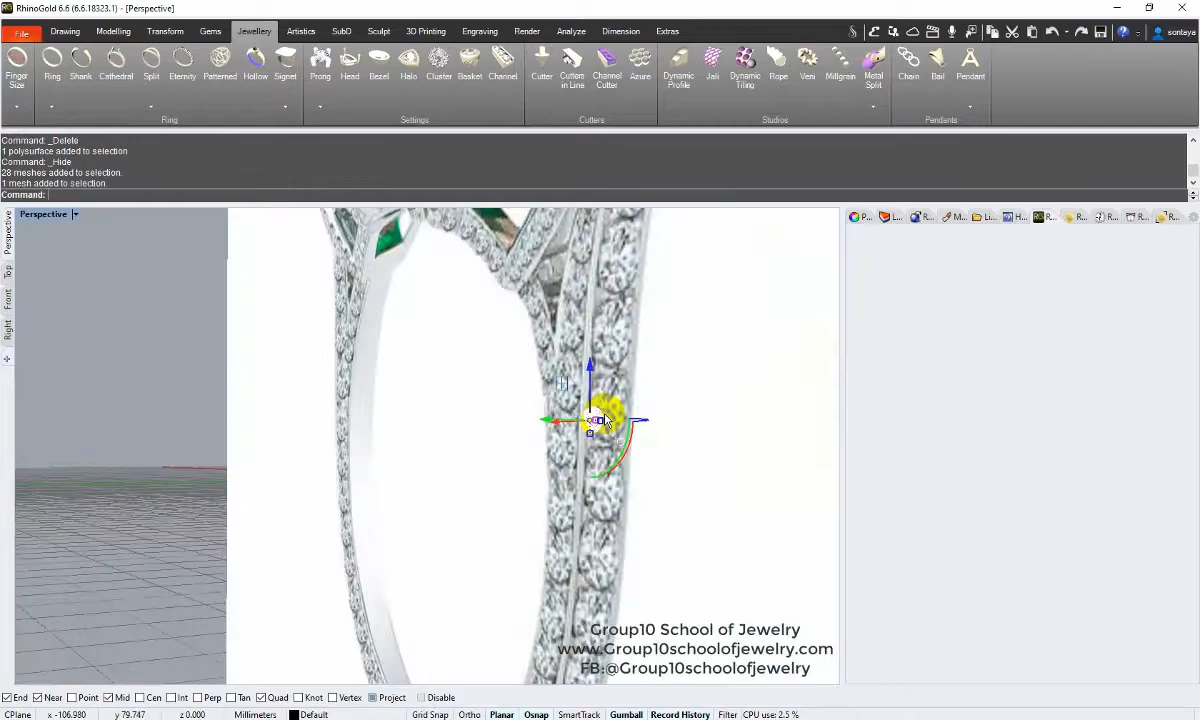 RhinoGold 6.6 (6.6.18323.1) - [Perspective]
File Drawing Modelling Transform Gems Jewellery Artistics SubD Sculpt 3D Printing Engraving Render Analyze Dimension Extras sontaya
Finger Size Ring Shank Cathedral Split Eternity Patterned Hollow Signet Prong Head Bezel Halo Cluster Basket Channel Cutter Cutters in Line Channel Cutter Azure Dynamic Profile Jali Dynamic Tiling Rope Veni Millgrain Metal Split Chain Bail Pendant
Ring Settings Cutters Studios Pendants
Command: _Delete
1 polysurface added to selection
Command: _Hide
28 meshes added to selection.
1 mesh added to selection.
Command:
Perspective
P... L... R... M... Li... H... R... R... R... R... R...
Perspective
Top
Front
Right
Group10 School of Jewelry
www.Group10schoolofjewelry.com
FB:@Group10schoolofjewelry
End Near Point Mid Cen Int Perp Tan Quad Knot Vertex Project Disable
CPlane x -106.980 y 79.747 z 0.000 Millimeters Default Grid Snap Ortho Planar Osnap SmartTrack Gumball Record History Filter CPU use: 2.5 %